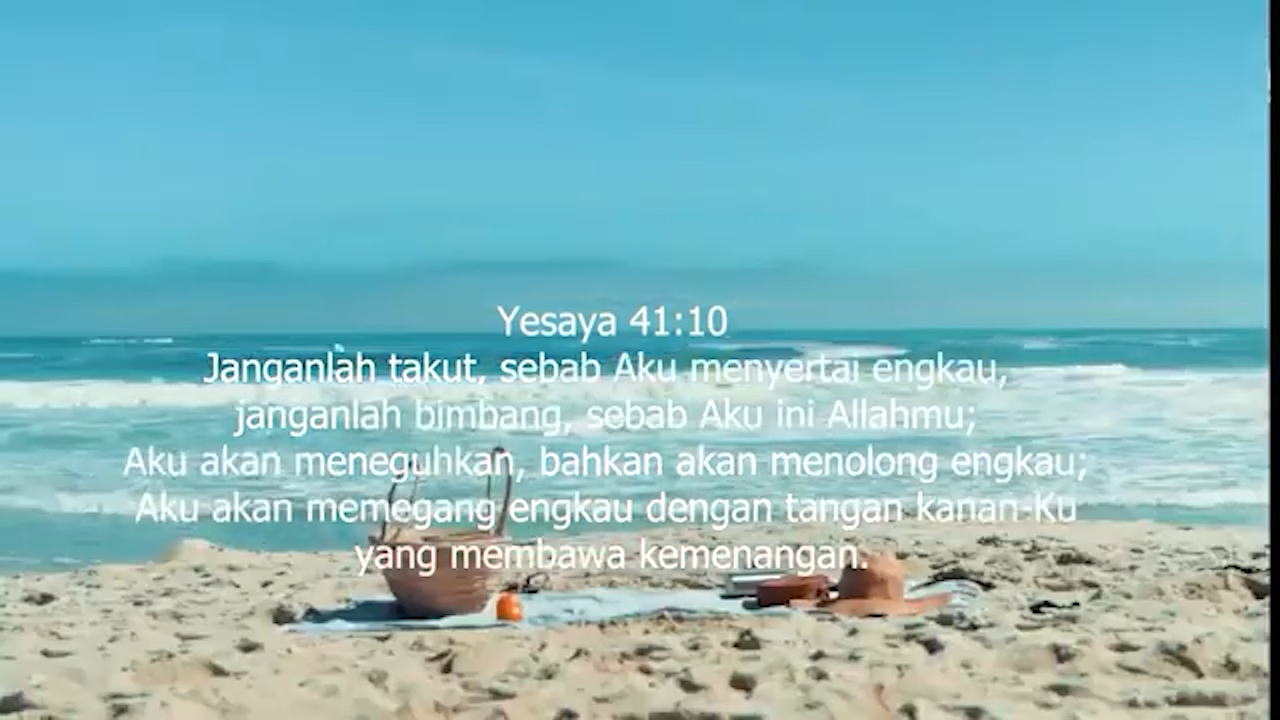 Yesaya 41:10
Janganlah takut, sebab Aku menyertai engkau,
janganlah bimbang, sebab Aku ini Allahmu;
Aku akan meneguhkan, bahkan akan menolong engkau;
Aku akan memegang engkau dengan tangan kanan-Ku
yang membawa kemenangan.